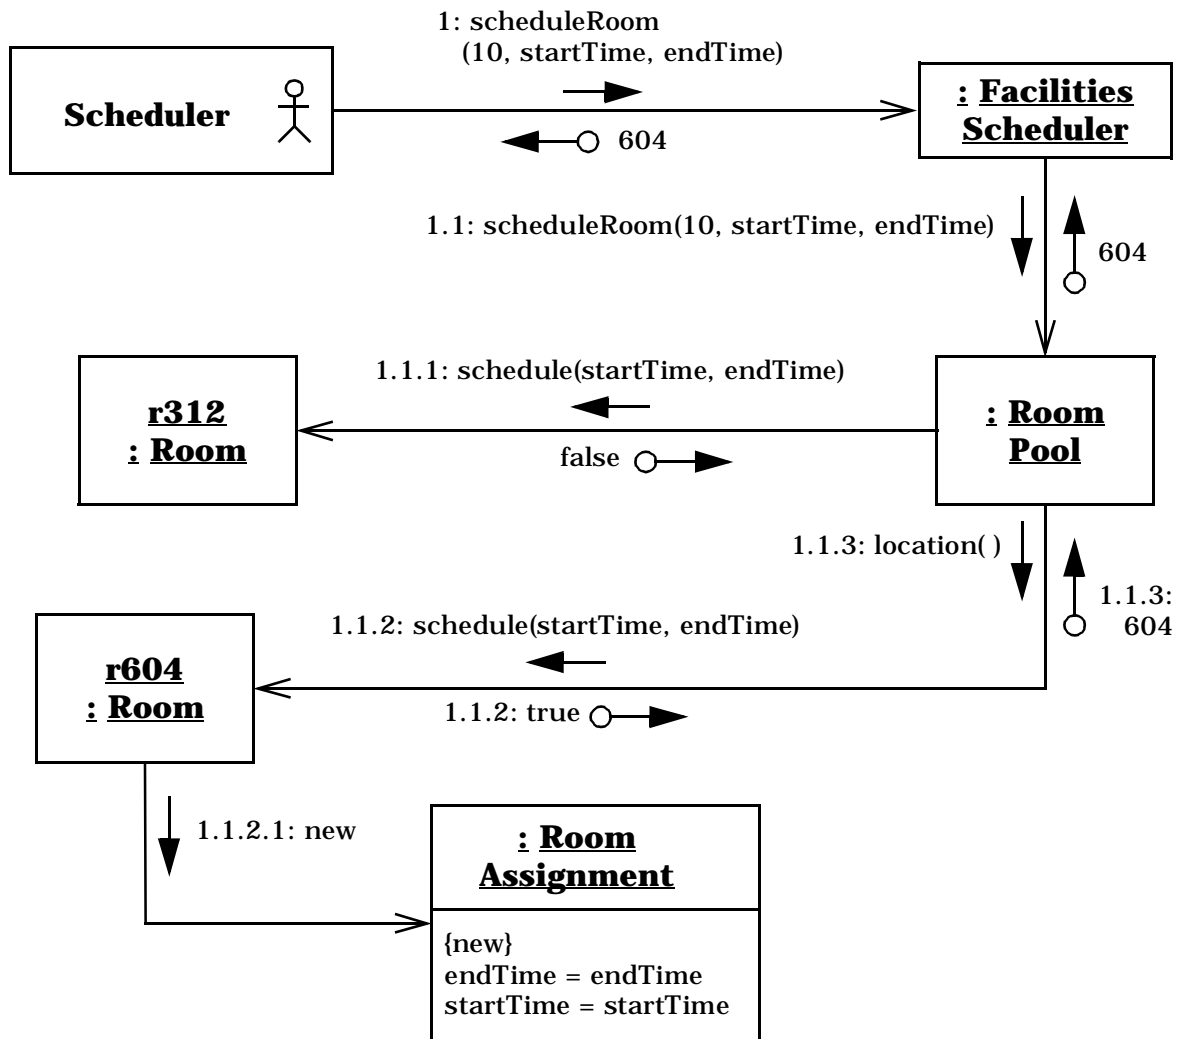 1: scheduleRoom
(10, startTime, endTime)
Scheduler
604
: Facilities
Scheduler
1.1: scheduleRoom(10, startTime, endTime)
604
r312
: Room
1.1.1: schedule(startTime, endTime)
false
: Room
Pool
1.1.3: location( )
1.1.3:
604
r604
: Room
1.1.2: schedule(startTime, endTime)
1.1.2: true
1.1.2.1: new
: Room
Assignment
{new}
endTime = endTime
startTime = startTime